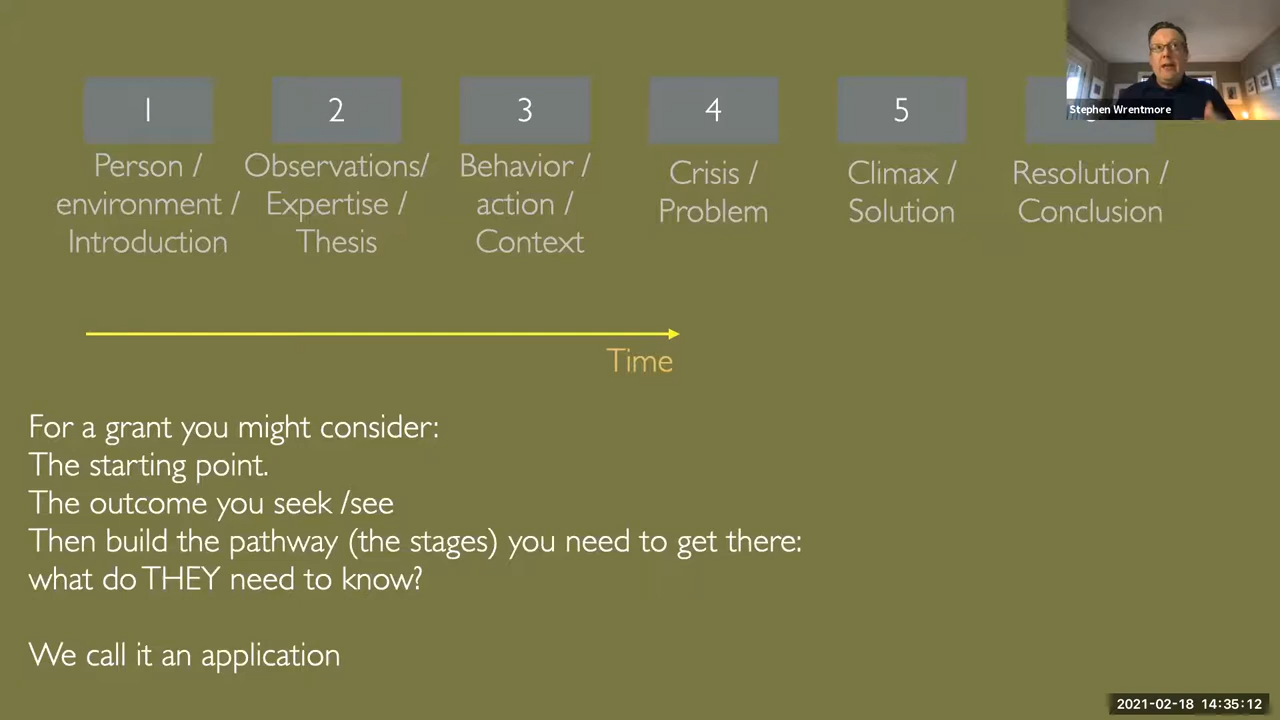 1
2
3
4
5
Person /
environment /
Introduction
Observations/
Expertise /
Thesis
Behavior /
action /
Context
Crisis /
Problem
Climax /
Solution
Resolution /
Conclusion
Stephen Wrentmore
Time
For a grant you might consider:
The starting point.
The outcome you seek /see
Then build the pathway (the stages) you need to get there:
what do THEY need to know?
We call it an application
2021-02-18 14:35:12